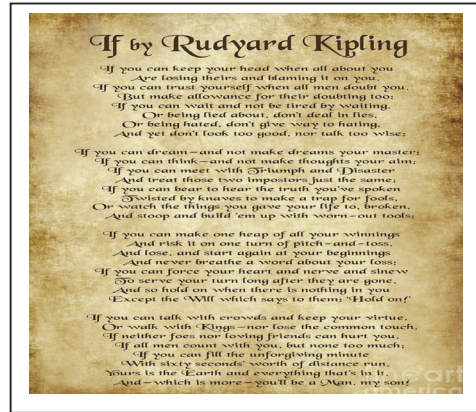 If by Rudyard Kipling
If you can keep your head when all about you
Are losing theirs and blaming it on you,
If you can trust yourself when all men doubt you,
But make allowance for their doubting too;
If you can wait and not be tired by waiting,
Or being lied about, don't deal in lies,
Or being hated, don't give way to hating,
And yet don't look too good, nor talk too wise:
If you can dream—and not make dreams your master;
If you can think—and not make thoughts your aim;
If you can meet with Triumph and Disaster
And treat those two impostors just the same;
If you can bear to hear the truth you've spoken
Twisted by knaves to make a trap for fools,
Or watch the things you gave your life to, broken,
And stoop and build 'em up with worn-out tools;
If you can make one heap of all your winnings
And risk it on one turn of pitch-and-toss,
And lose, and start again at your beginnings
And never breathe a word about your loss;
If you can force your heart and nerve and sinew
To serve your turn long after they are gone,
And so hold on when there is nothing in you
Except the Will which says to them: 'Hold on!'
If you can talk with crowds and keep your virtue,
Or walk with Kings—nor lose the common touch,
If neither foes nor loving friends can hurt you,
If all men count with you, but none too much;
If you can fill the unforgiving minute
With sixty seconds' worth of distance run,
Yours is the Earth and everything that's in it,
And—which is more—you'll be a Man, my son!